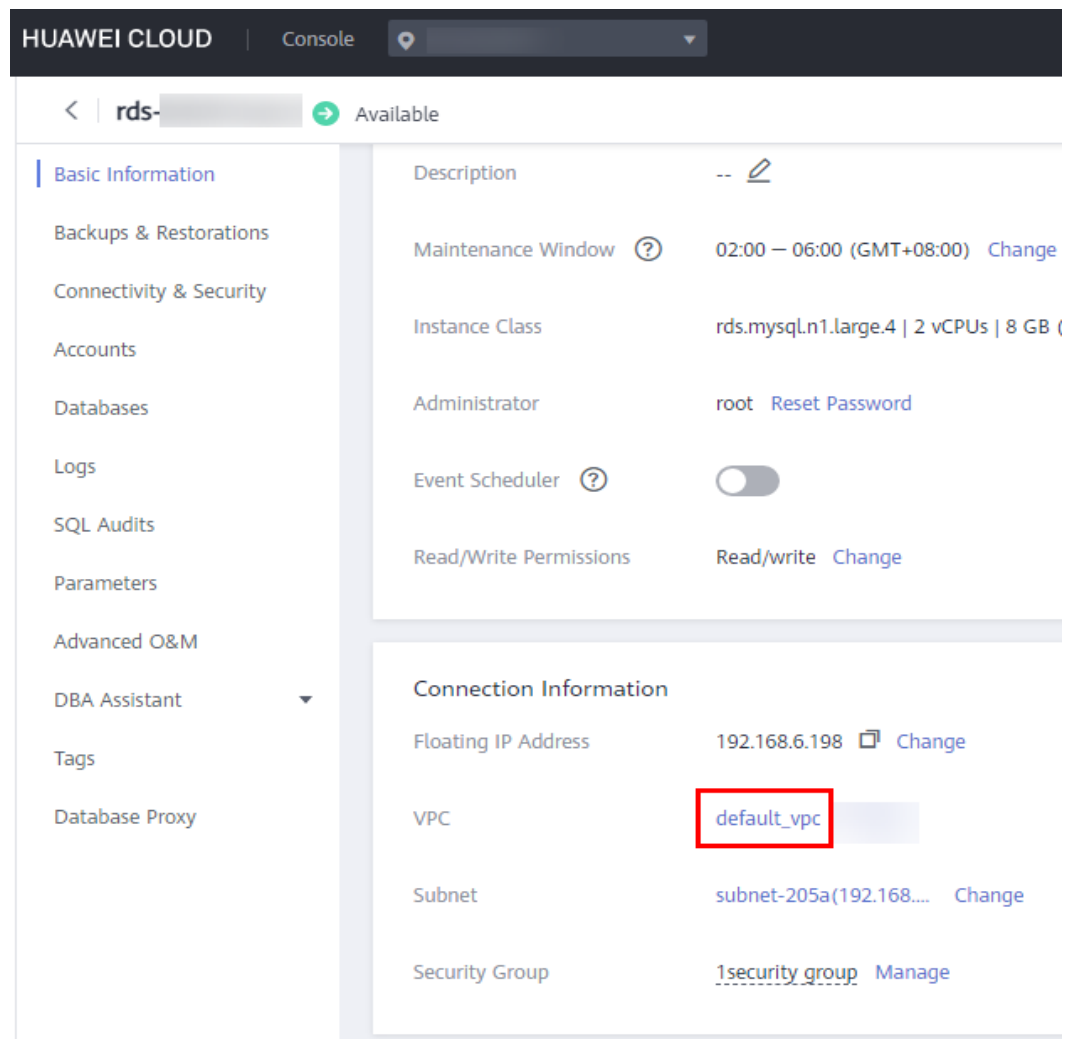 HUAWEI CLOUD Console
rds- Available
Basic Information
Backups & Restorations
Connectivity & Security
Accounts
Databases
Logs
SQL Audits
Parameters
Advanced O&M
DBA Assistant
Tags
Database Proxy
Description -- 
Maintenance Window ? 02:00 — 06:00 (GMT+08:00) Change
Instance Class rds.mysql.n1.large.4 | 2 vCPUs | 8 GB (
Administrator root Reset Password
Event Scheduler ?
Read/Write Permissions Read/write Change
Connection Information
Floating IP Address 192.168.6.198 Change
VPC default_vpc
Subnet subnet-205a(192.168.... Change
Security Group 1security group Manage